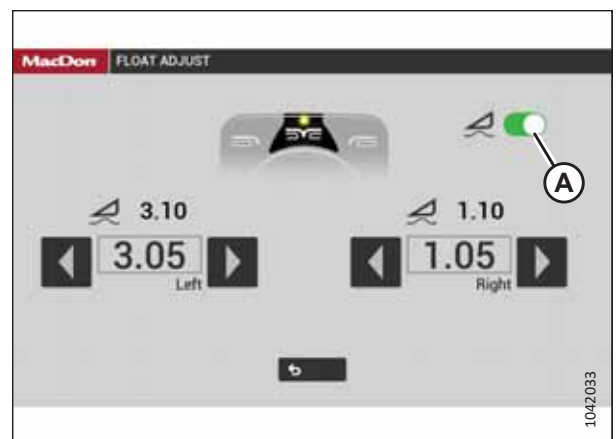 MacDon FLOAT ADJUST
A
3.10 1.10
3.05 1.05
Left Right
1042033